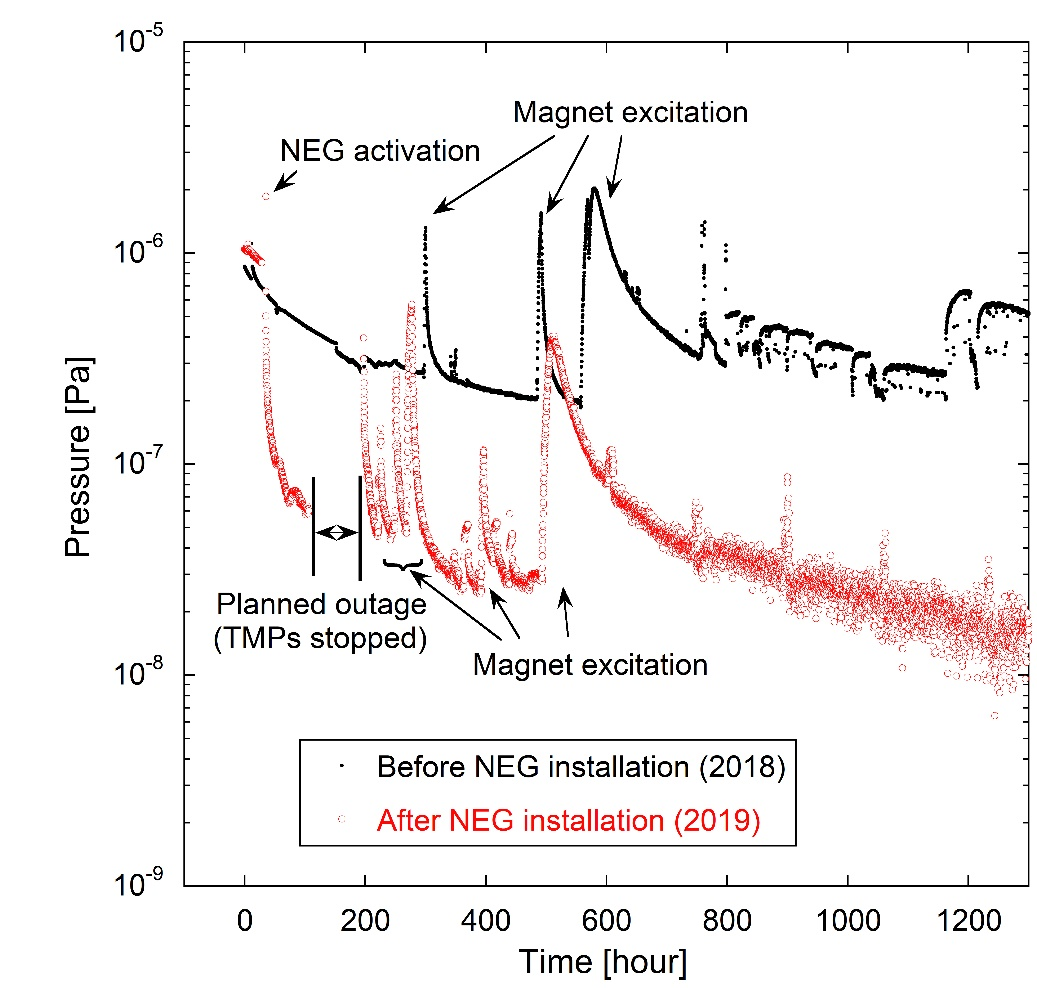 10-5
Magnet excitation
NEG activation
10-6
Pressure [Pa]
10-7
Planned outage
(TMPs stopped)
Magnet excitation
10-8
Before NEG installation (2018)
After NEG installation (2019)
10-9
0 200 400 600 800 1000 1200
Time [hour]